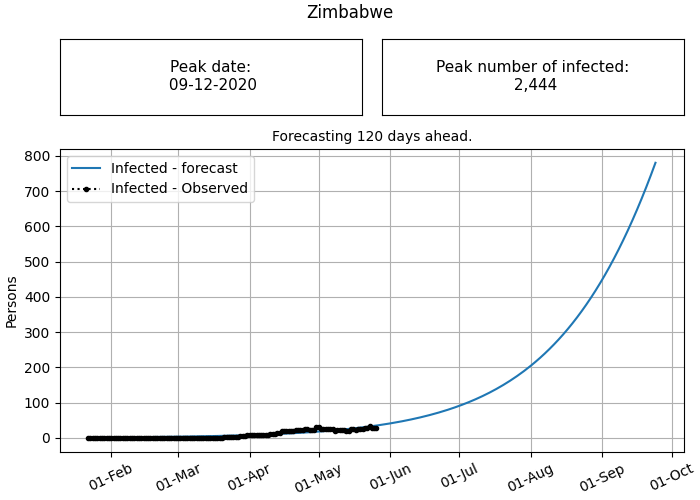 Zimbabwe
Peak date:
09-12-2020
Peak number of infected:
2,444
Forecasting 120 days ahead.
Infected - forecast
Infected - Observed
Persons
800
700
600
500
400
300
200
100
0
01-Feb
01-Mar
01-Apr
01-May
01-Jun
01-Jul
01-Aug
01-Sep
01-Oct